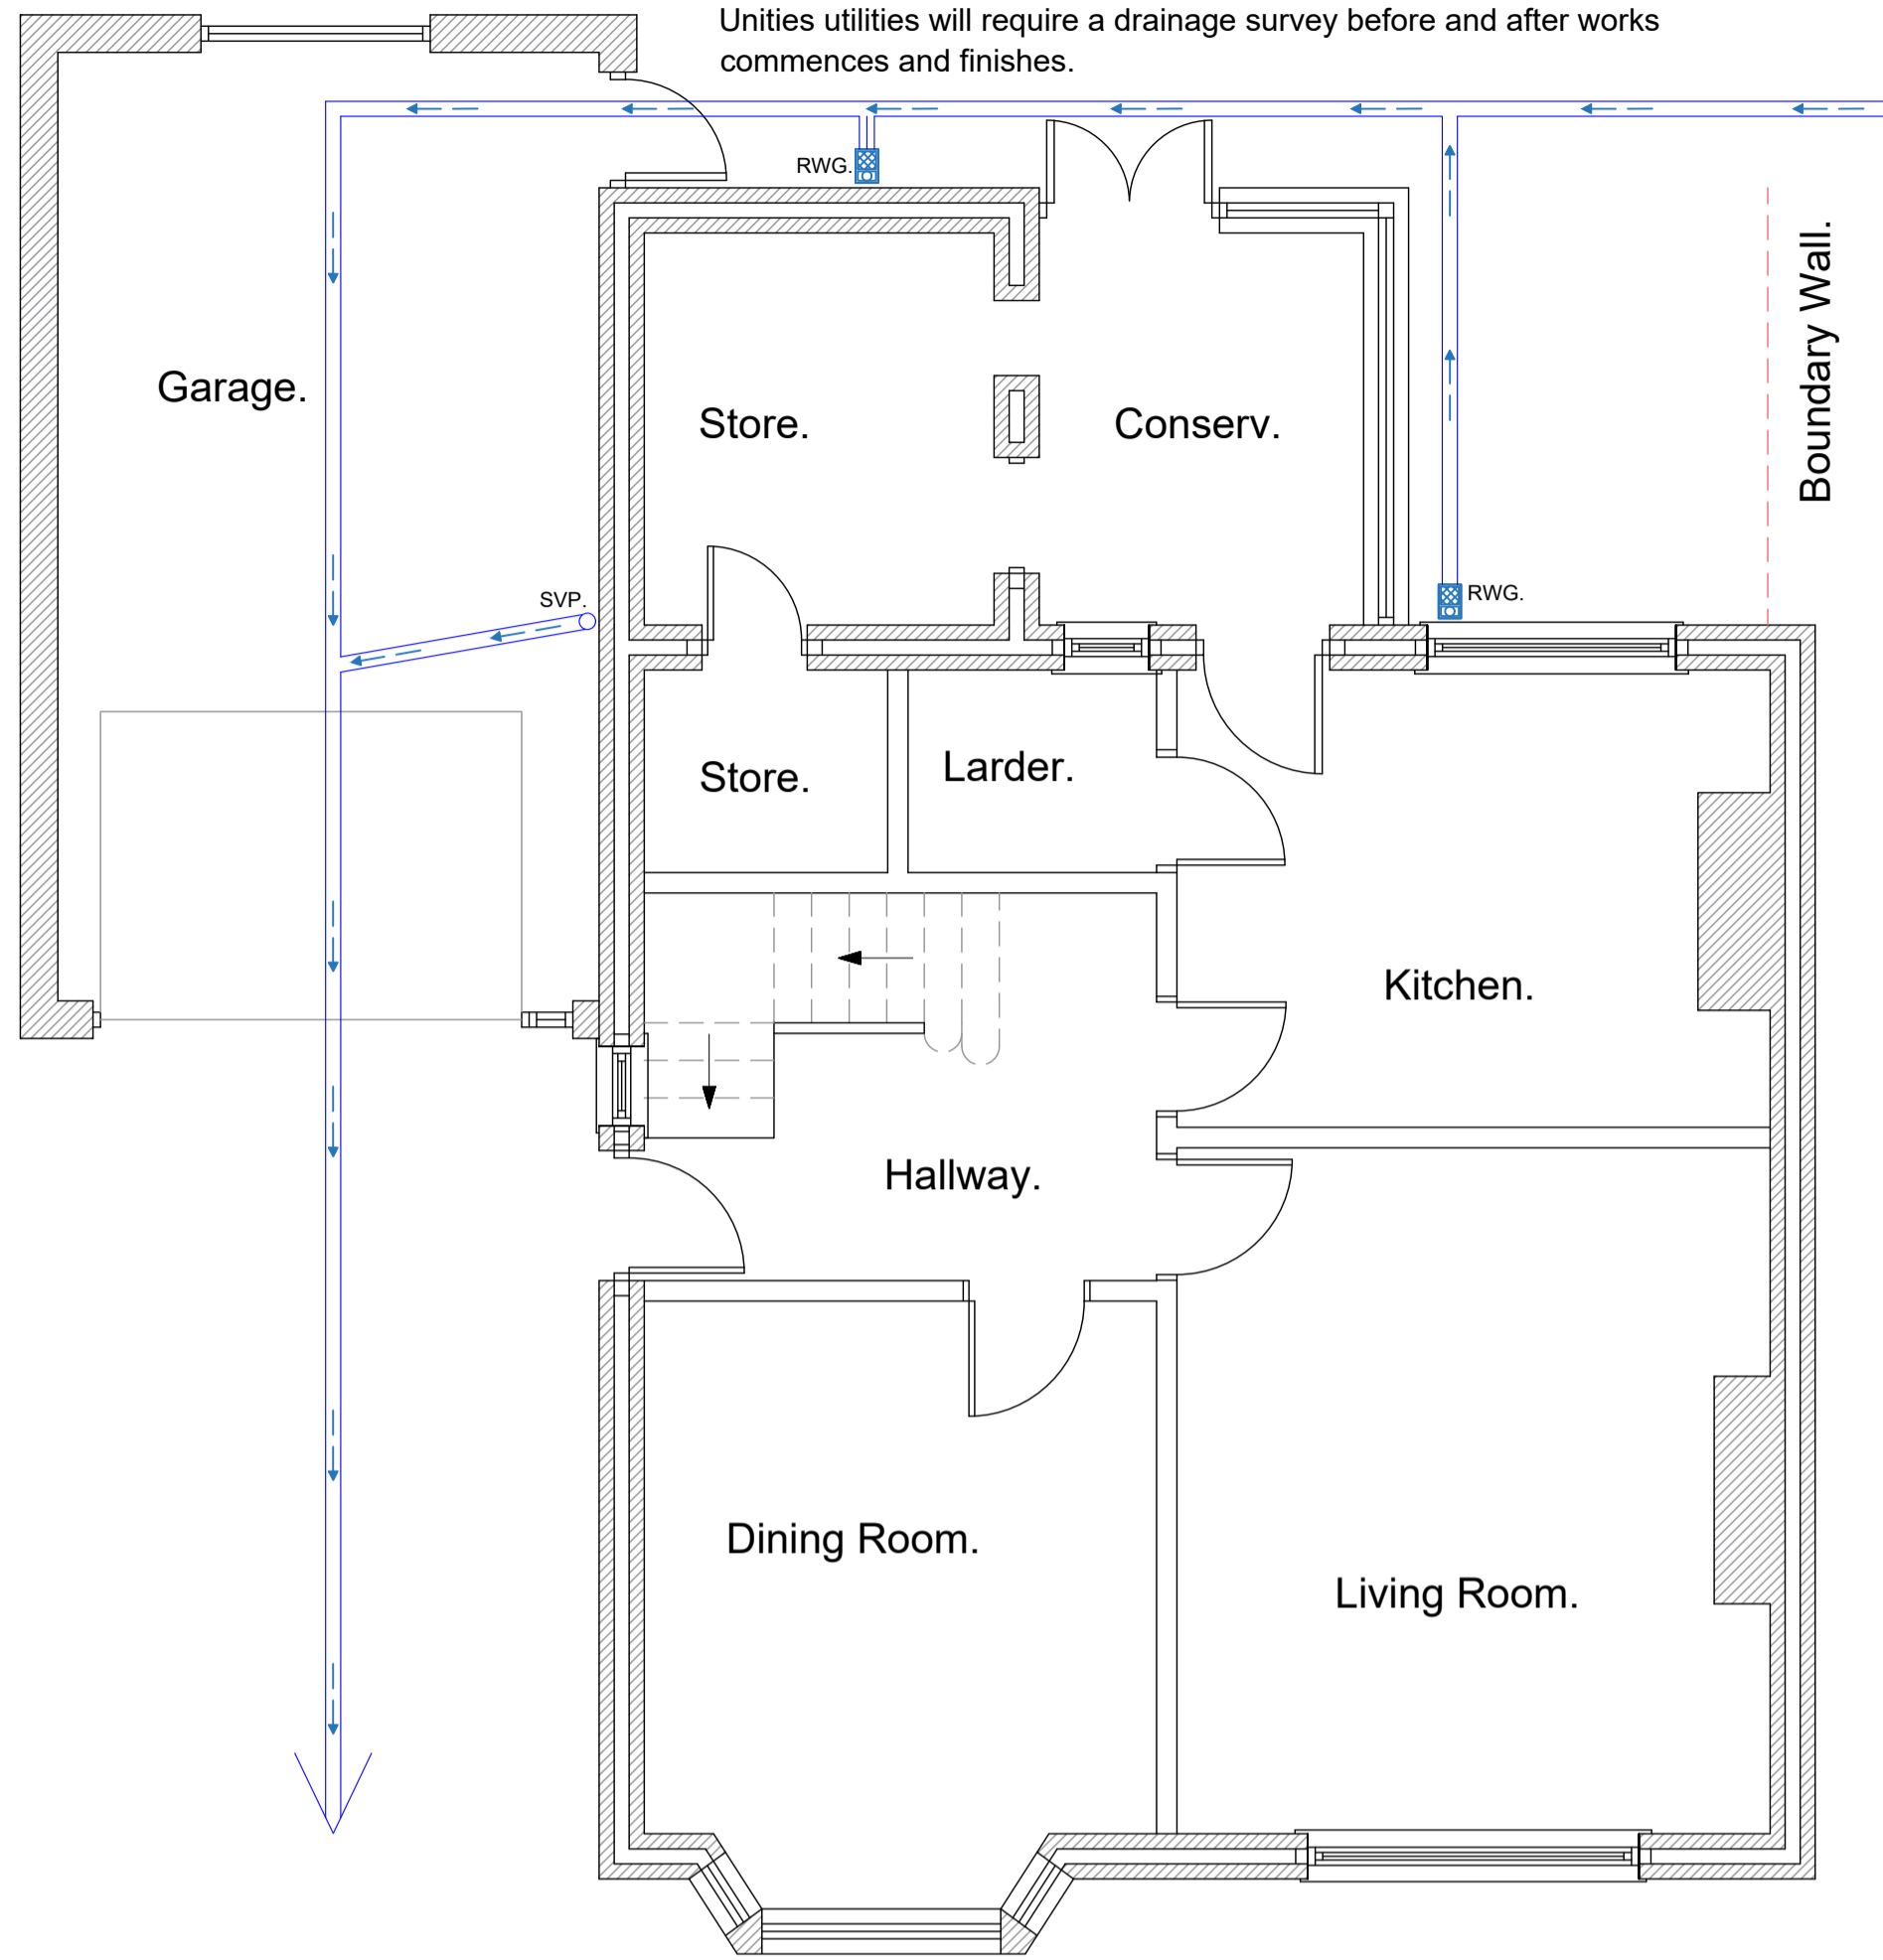 Unities utilities will require a drainage survey before and after works
commences and finishes.
RWG.
Boundary Wall.
Garage.
Store.
Conserv.
SVP.
RWG.
Store.
Larder.
Kitchen.
Hallway.
Dining Room.
Living Room.